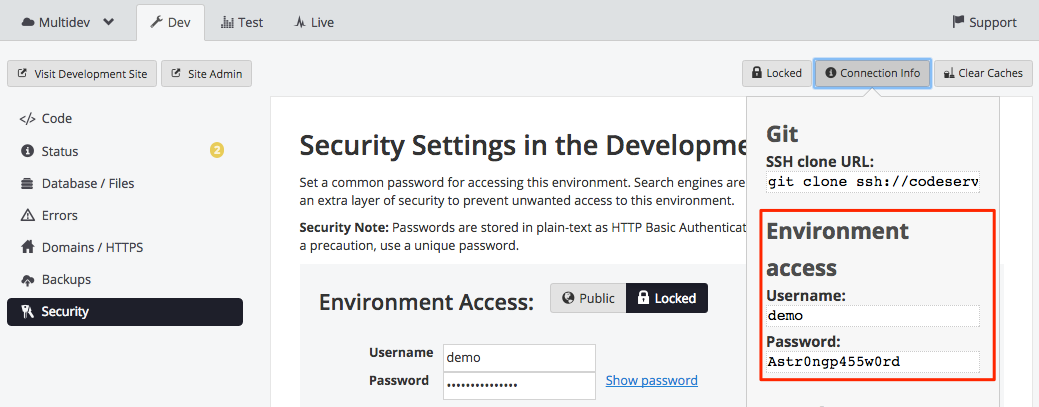 Multidev
Dev
Test
Live
Support
Visit Development Site
Site Admin
Locked
Connection Info
Clear Caches
Code
Status
2
Database / Files
Errors
Domains / HTTPS
Backups
Security
Security Settings in the Developme
Set a common password for accessing this environment. Search engines are
an extra layer of security to prevent unwanted access to this environment.
Security Note: Passwords are stored in plain-text as HTTP Basic Authenticat
a precaution, use a unique password.
Environment Access:
Public
Locked
Username
demo
Password
•••••••••••••••
Show password
Git
SSH clone URL:
git clone ssh://codeserv
Environment
access
Username:
demo
Password:
Astr0ngp455w0rd